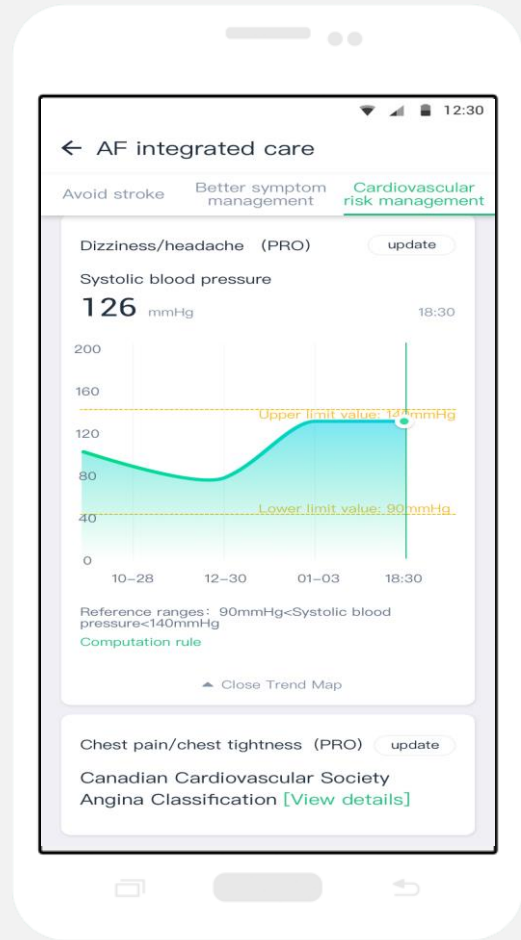 12:30
← AF integrated care
Avoid stroke
Better symptom
management
Cardiovascular
risk management
Dizziness/headache （PRO）
update
Systolic blood pressure
126 mmHg
18:30
200
160
Upper limit value: 140mmHg
120
80
Lower limit value: 90mmHg
40
0
10-28
12-30
01-03
18:30
Reference ranges：90mmHg<Systolic blood
pressure<140mmHg
Computation rule
Close Trend Map
Chest pain/chest tightness（PRO）
update
Canadian Cardiovascular Society
Angina Classification [View details]